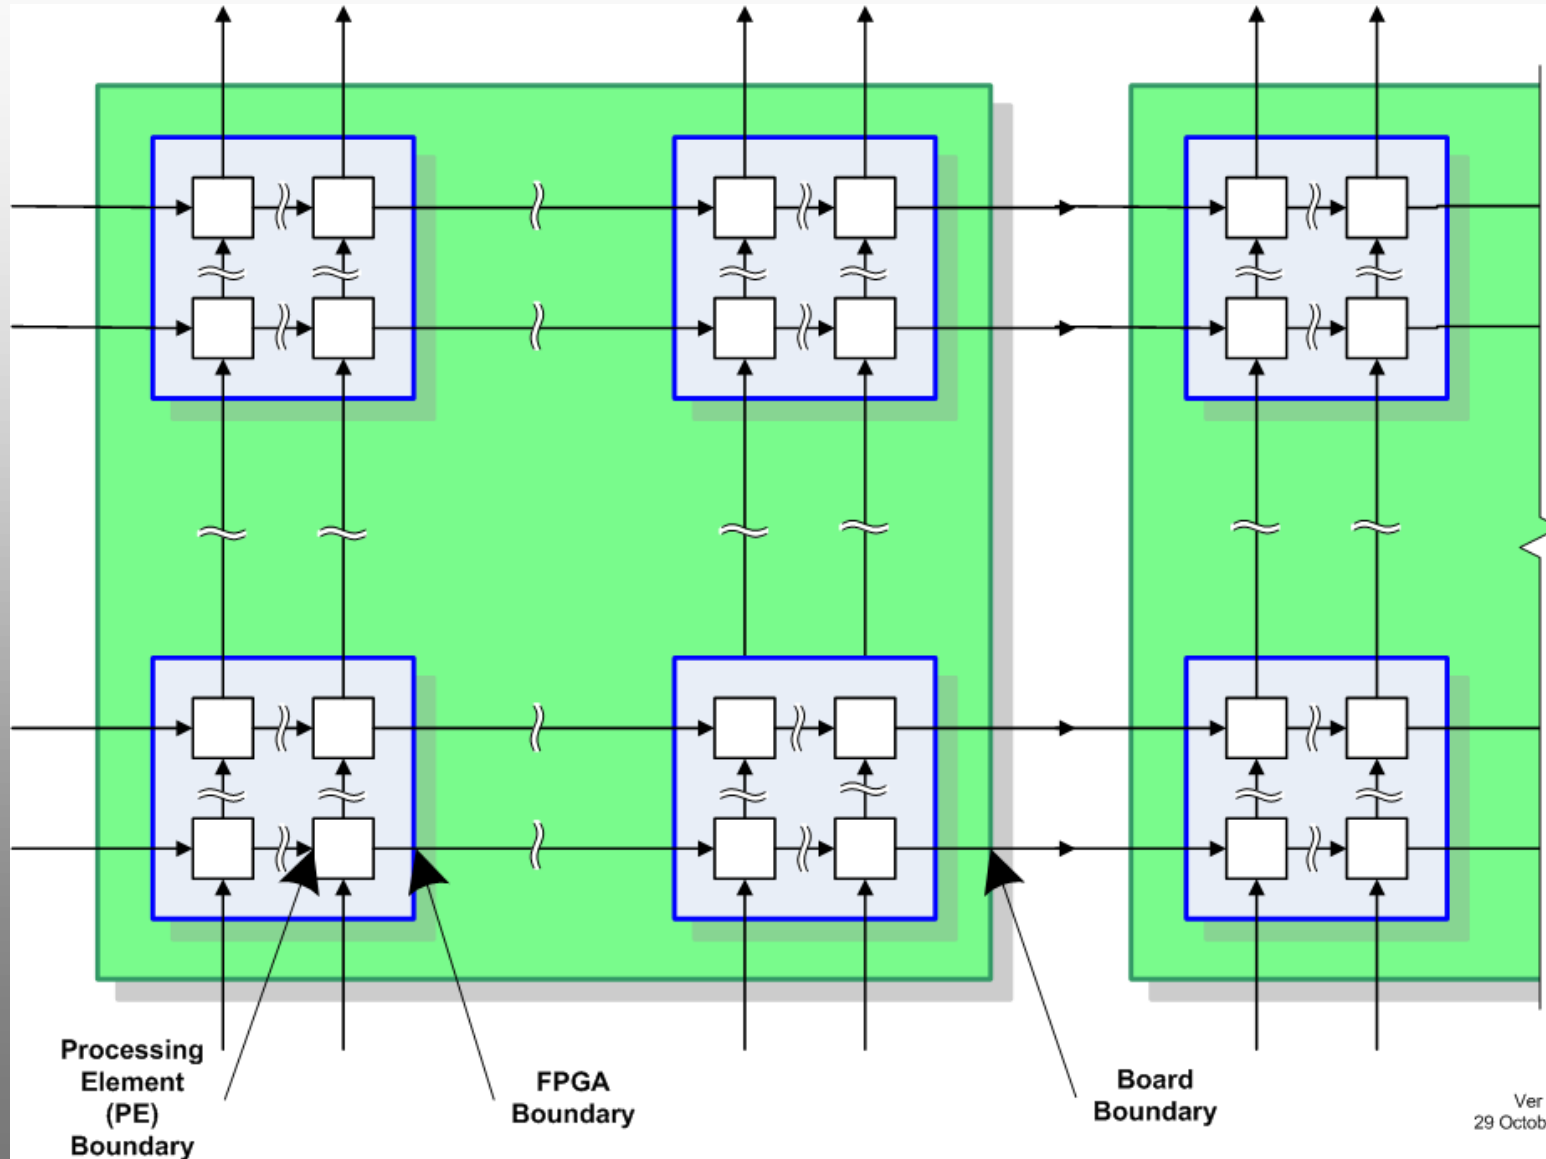 Processing
Element
(PE)
Boundary
FPGA
Boundary
Board
Boundary
Ver
29 Octob